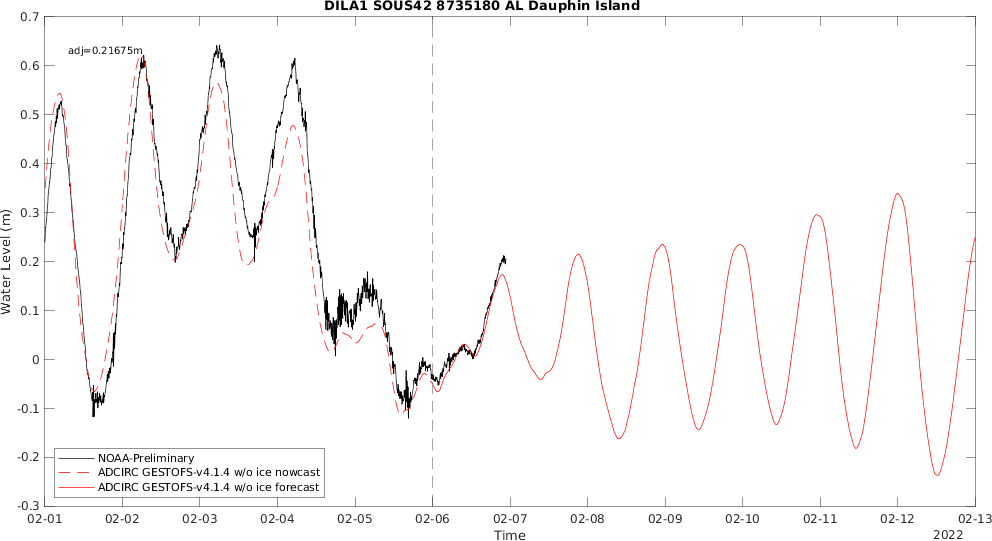 DILA1 SOUS42 8735180 AL Dauphin Island
adj=0.21675m
0.7
0.6
0.5
0.4
0.3
0.2
0.1
0
-0.1
-0.2
-0.3
Water Level (m)
NOAA-Preliminary
ADCIRC GESTOFS-v4.1.4 w/o ice nowcast
ADCIRC GESTOFS-v4.1.4 w/o ice forecast
02-01 02-02 02-03 02-04 02-05 02-06 02-07 02-08 02-09 02-10 02-11 02-12 02-13
Time
2022